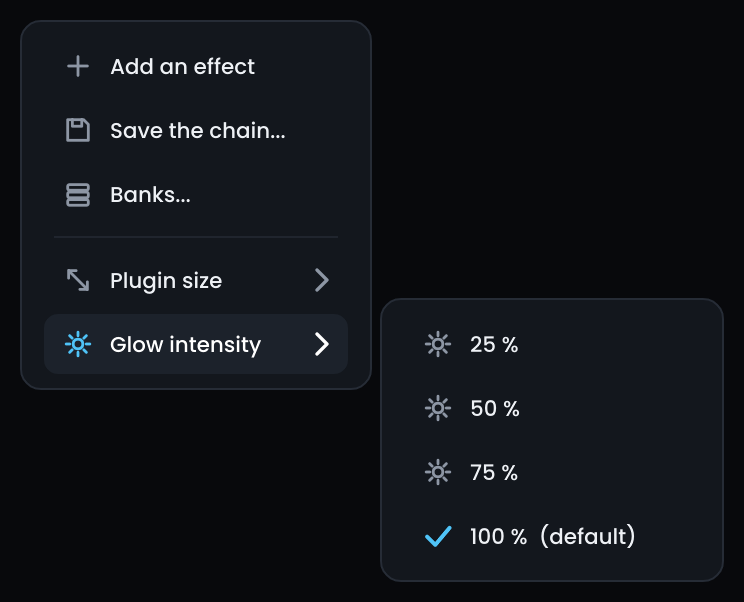 Add an effect
Save the chain...
Banks...
Plugin size
Glow intensity
25 %
50 %
75 %
100 % (default)